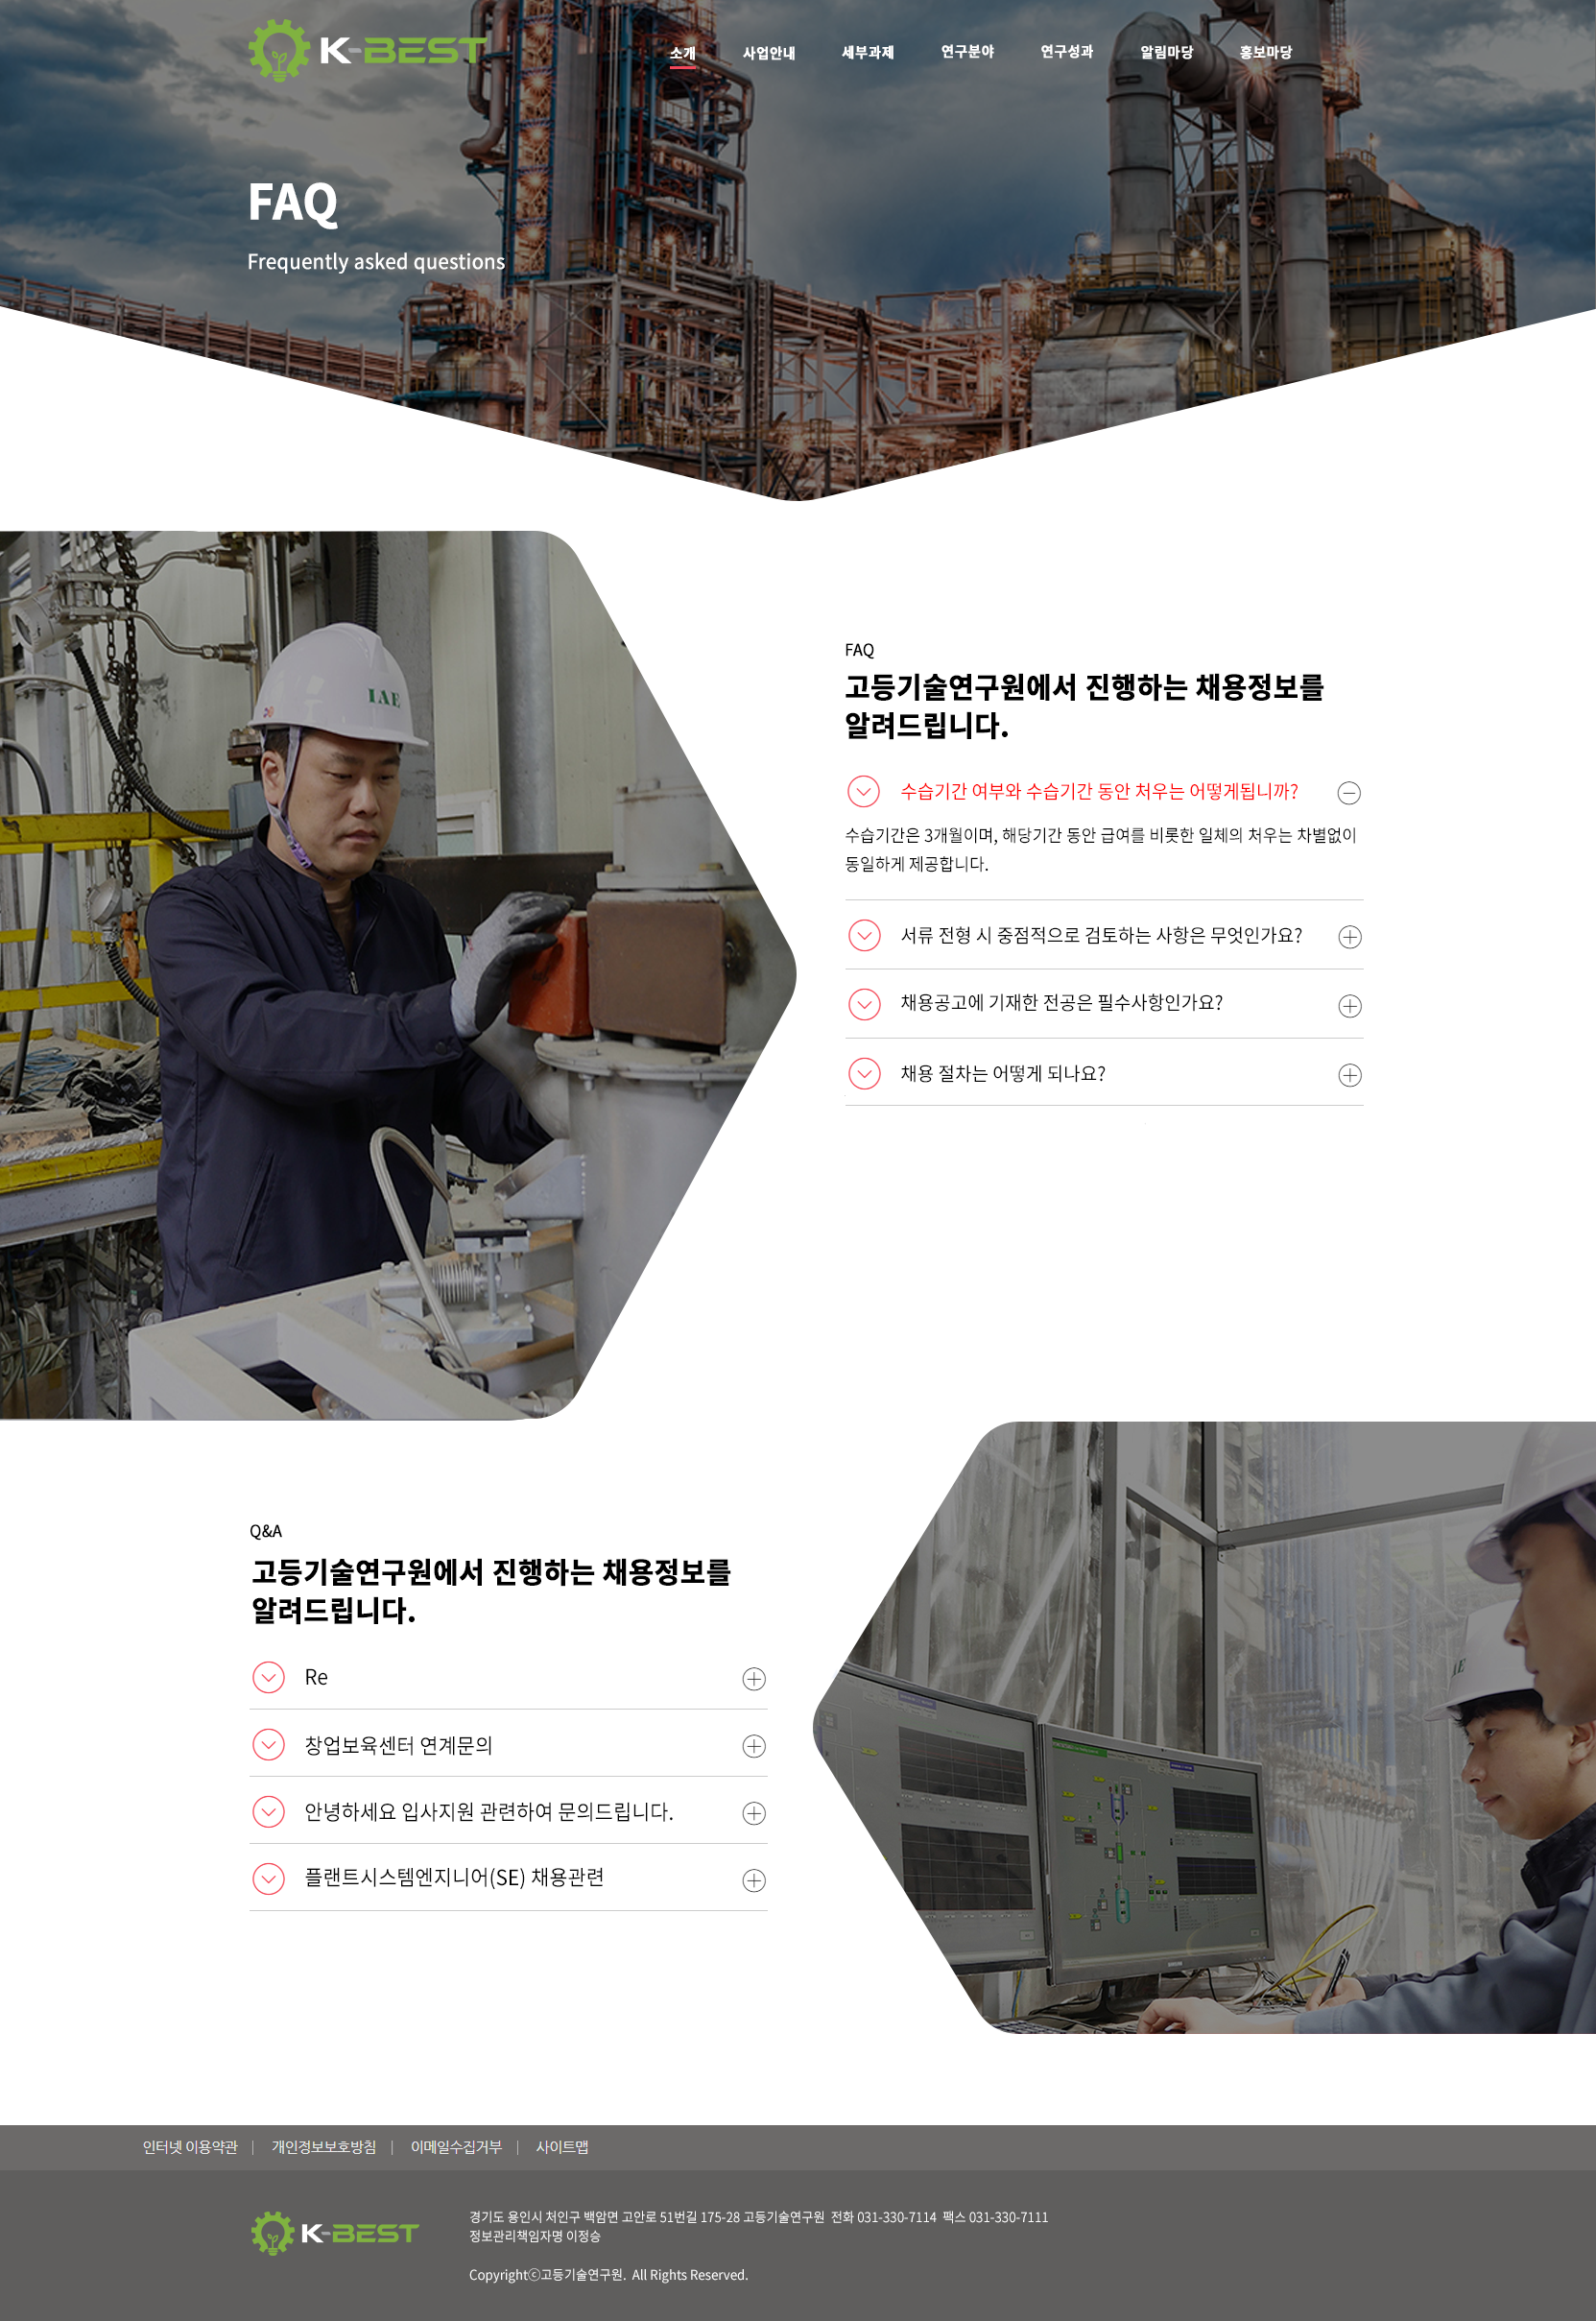 K-BEST
소개 사업안내 세부과제 연구분야 연구성과 알림마당 홍보마당
FAQ
Frequently asked questions
IAE
FAQ
고등기술연구원에서 진행하는 채용정보를
알려드립니다.
수습기간 여부와 수습기간 동안 처우는 어떻게됩니까?
수습기간은 3개월이며, 해당기간 동안 급여를 비롯한 일체의 처우는 차별없이
동일하게 제공합니다.
서류 전형 시 중점적으로 검토하는 사항은 무엇인가요?
채용공고에 기재한 전공은 필수사항인가요?
채용 절차는 어떻게 되나요?
Q&A
고등기술연구원에서 진행하는 채용정보를
알려드립니다.
Re
창업보육센터 연계문의
안녕하세요 입사지원 관련하여 문의드립니다.
플랜트시스템엔지니어(SE) 채용관련
인터넷 이용약관 | 개인정보보호방침 | 이메일수집거부 | 사이트맵
K-BEST
경기도 용인시 처인구 백암면 고안로 51번길 175-28 고등기술연구원 전화 031-330-7114 팩스 031-330-7111
정보관리책임자명 이정승
Copyrightⓒ고등기술연구원. All Rights Reserved.